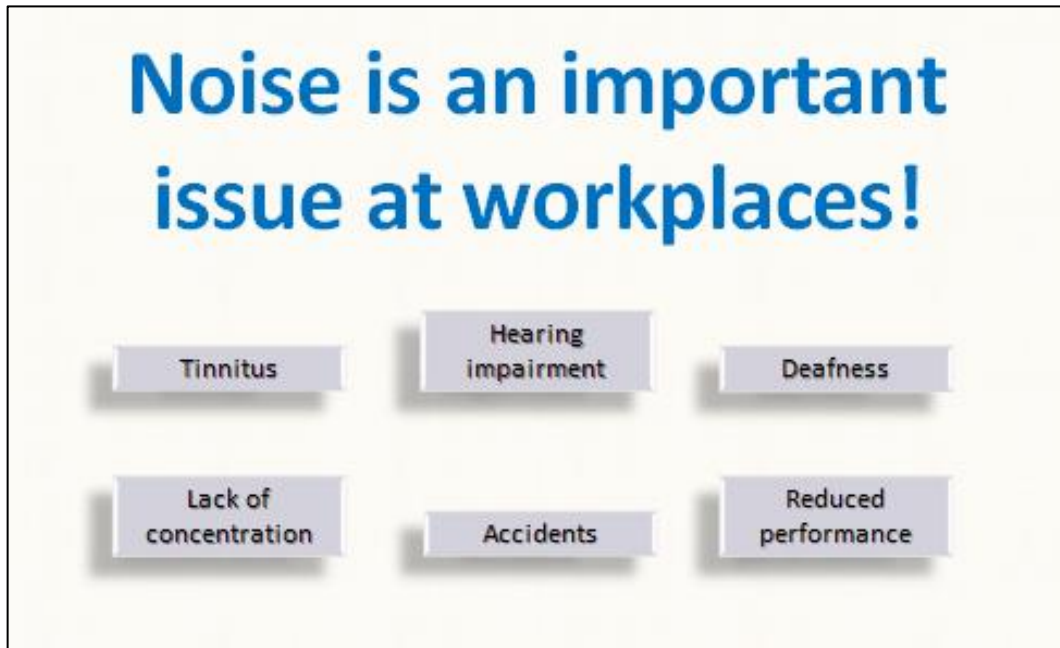 Noise is an important
issue at workplaces!
Tinnitus
Hearing
impairment
Deafness
Lack of
concentration
Accidents
Reduced
performance